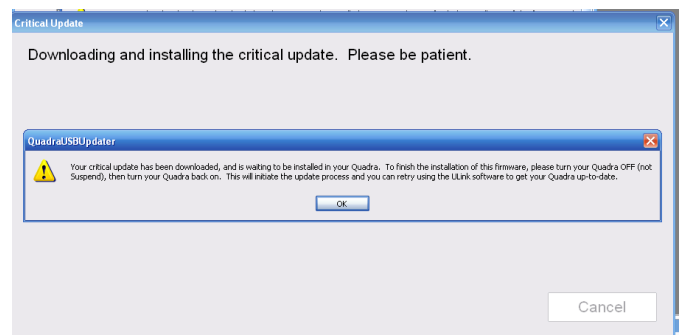 Critical Update
Downloading and installing the critical update. Please be patient.
QuadraUSBUpdater
Your critical update has been downloaded, and is waiting to be installed in your Quadra. To finish the installation of this firmware, please turn your Quadra OFF (not
Suspend), then turn your Quadra back on. This will initiate the update process and you can retry using the ULink software to get your Quadra up-to-date.
OK
Cancel